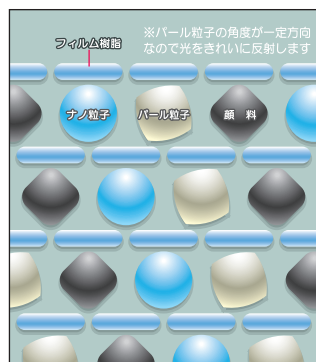 ※パール粒子の角度が一定方向
なので光をきれいに反射します
フィルム樹脂
ナノ粒子
パール粒子
顔 料